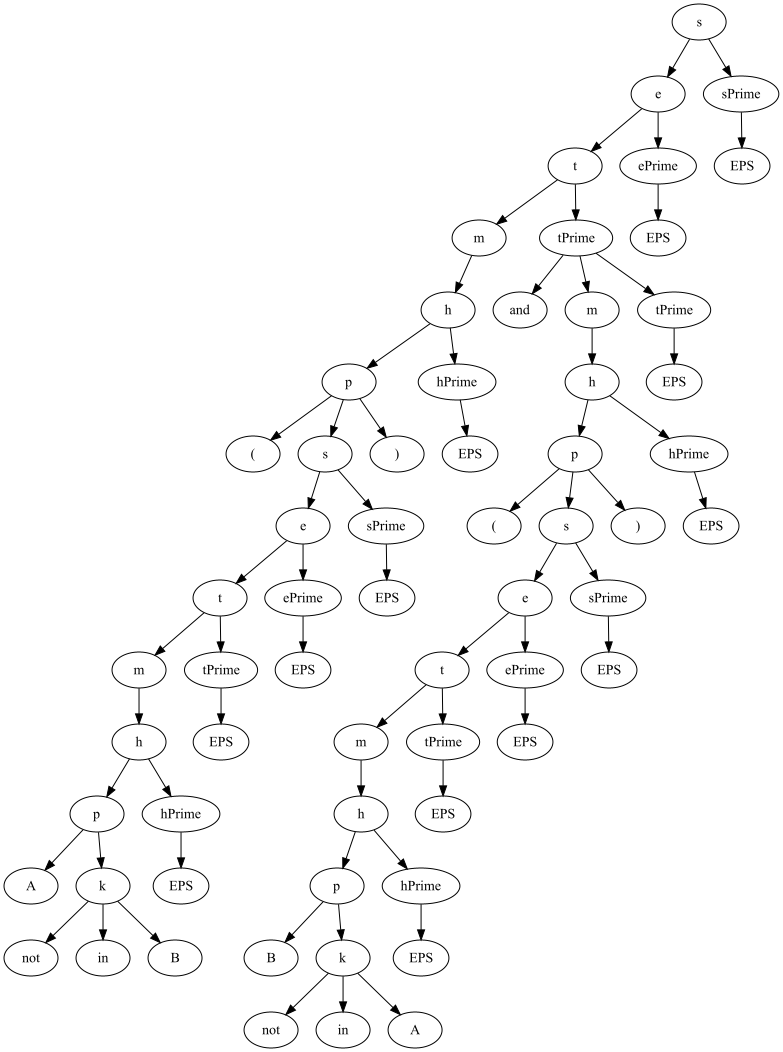 s
e sPrime
t ePrime EPS
m tPrime EPS
h and m tPrime
p hPrime h EPS
( s ) EPS p hPrime
e sPrime ( s ) EPS
t ePrime EPS e sPrime
m tPrime EPS t ePrime EPS
h EPS m tPrime EPS
p hPrime h EPS
A k EPS p hPrime
not in B B k EPS
not in A